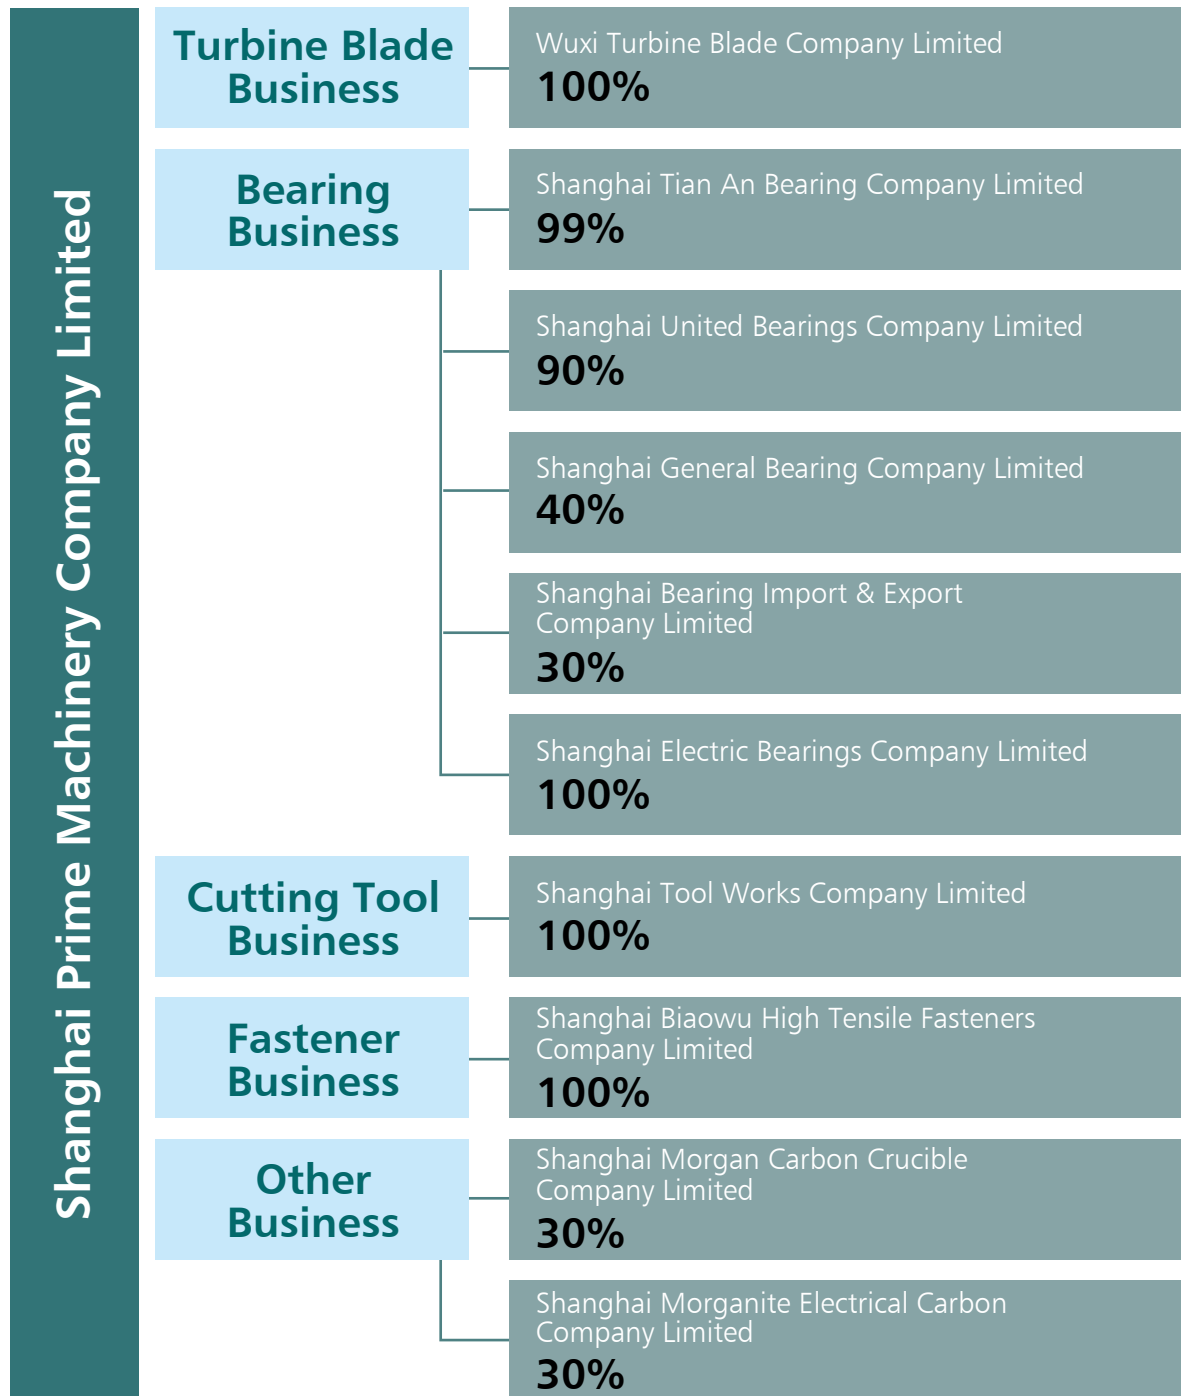 Shanghai Prime Machinery Company Limited
Turbine Blade
Business
Wuxi Turbine Blade Company Limited
100%
Bearing
Business
Shanghai Tian An Bearing Company Limited
99%
Shanghai United Bearings Company Limited
90%
Shanghai General Bearing Company Limited
40%
Shanghai Bearing Import & Export
Company Limited
30%
Shanghai Electric Bearings Company Limited
100%
Cutting Tool
Business
Shanghai Tool Works Company Limited
100%
Fastener
Business
Shanghai Biaowu High Tensile Fasteners
Company Limited
100%
Other
Business
Shanghai Morgan Carbon Crucible
Company Limited
30%
Shanghai Morganite Electrical Carbon
Company Limited
30%